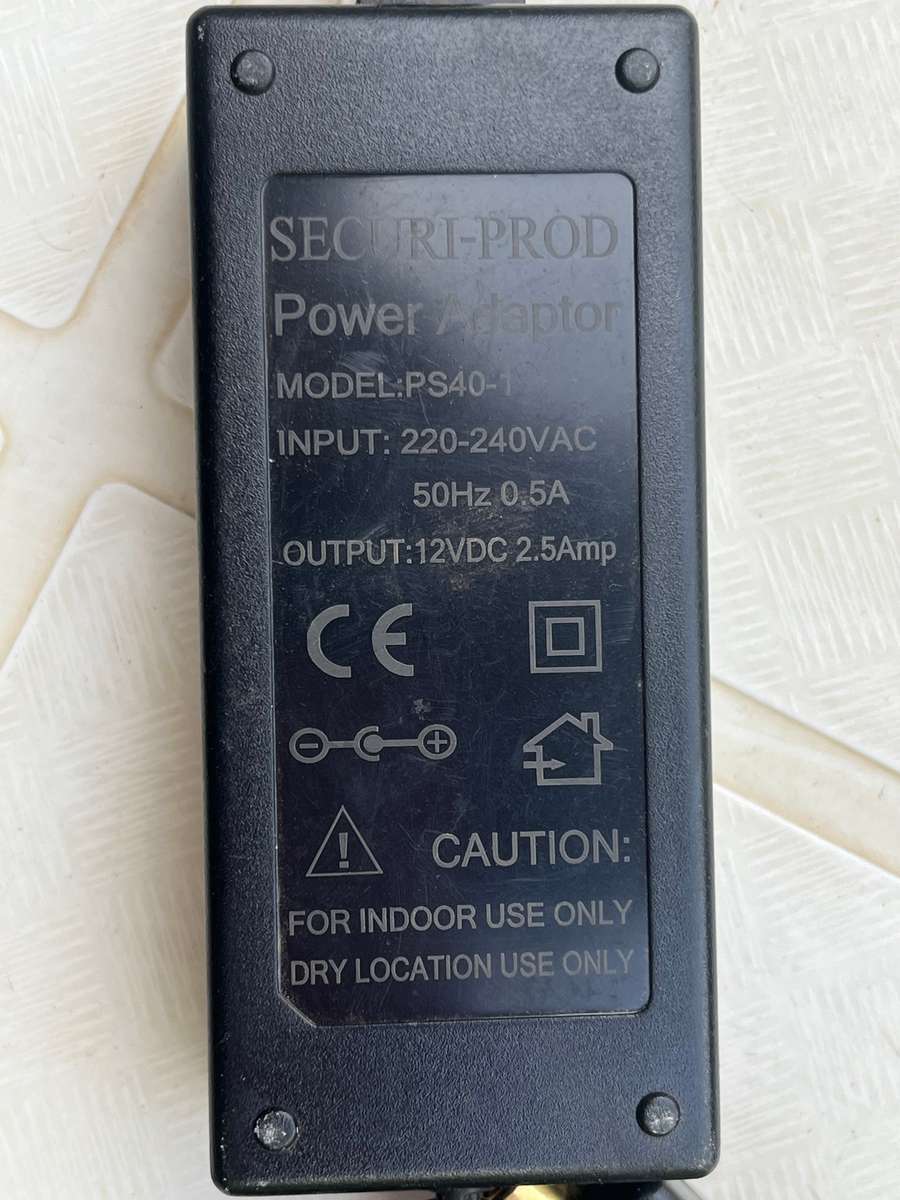 SECURI-PROD
Power Adaptor
MODEL:PS40-1
INPUT: 220-240VAC
50Hz 0.5A
OUTPUT:12VDC 2.5Amp
CE
CAUTION:
FOR INDOOR USE ONLY
DRY LOCATION USE ONLY